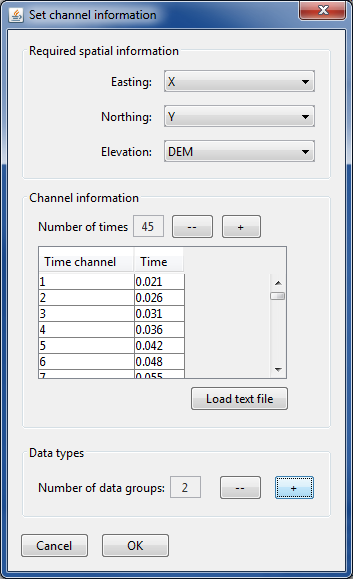 Set channel information
Required spatial information
Easting: X
Northing: Y
Elevation: DEM
Channel information
Number of times 45 -- +
Time channel Time
1 0.021
2 0.026
3 0.031
4 0.036
5 0.042
6 0.048
7 0.055
Load text file
Data types
Number of data groups: 2 -- +
Cancel OK